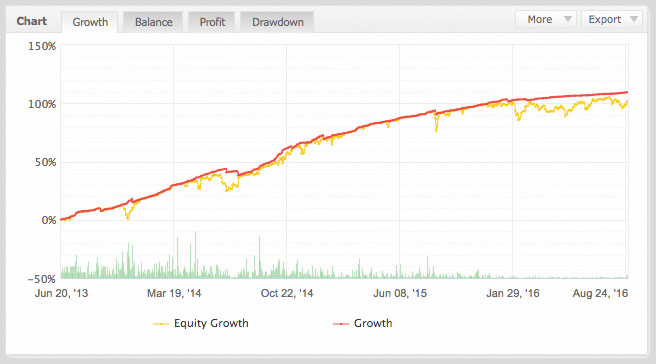 Chart Growth Balance Profit Drawdown More Export
150%
100%
50%
0%
-50%
Jun 20, '13 Mar 19, '14 Oct 22, '14 Jun 08, '15 Jan 29, '16 Aug 24, '16
Equity Growth Growth